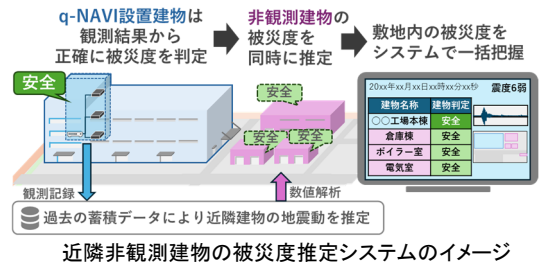 q-NAVI設置建物は
観測結果から
正確に被災度を判定
非観測建物の
被災度を
同時に推定
敷地内の被災度を
システムで一括把握
安全
安全
安全
安全
20xx年xx月xx日xx時xx分xx秒 震度6弱
建物名称 建物判定
○○工場本棟 安全
倉庫棟 安全
ボイラー室 安全
電気室 安全
観測記録
数値解析
過去の蓄積データにより近隣建物の地震動を推定
近隣非観測建物の被災度推定システムのイメージ